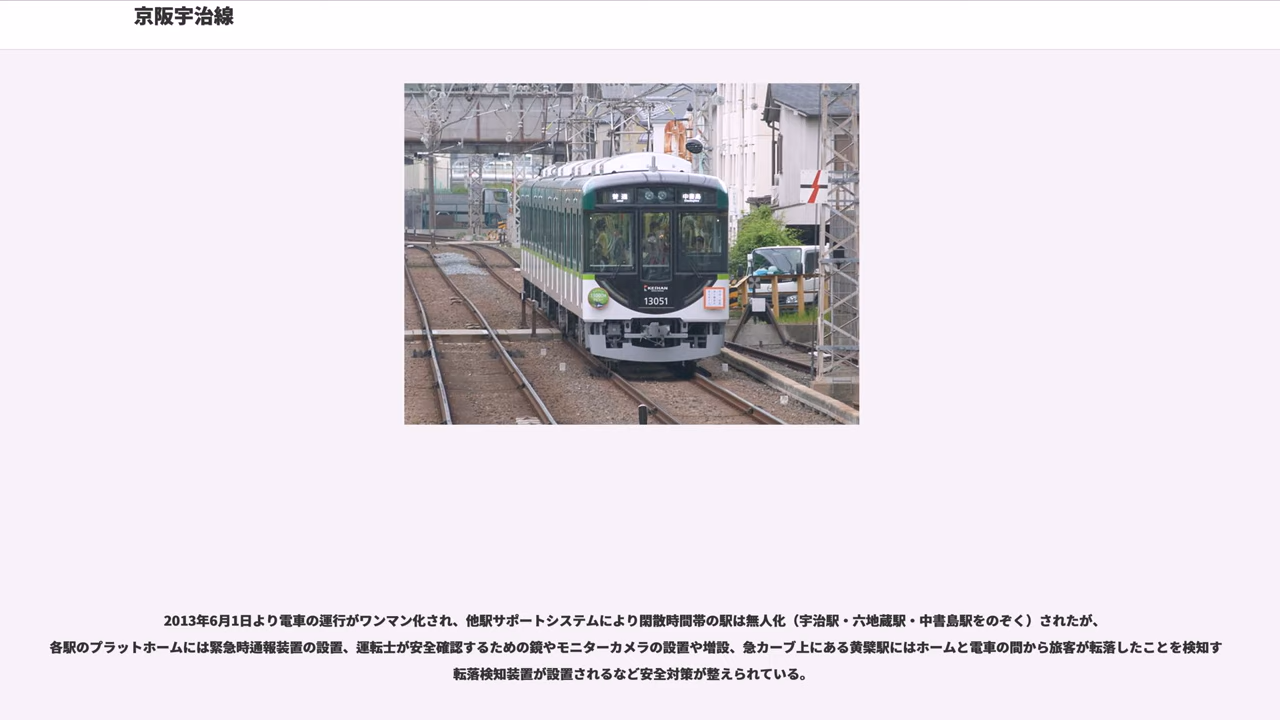 京阪宇治線
普通
中書島
KEIHAN
13051
2013年6月1日より電車の運行がワンマン化され、他駅サポートシステムにより閑散時間帯の駅は無人化（宇治駅・六地蔵駅・中書島駅をのぞく）されたが、
各駅のプラットホームには緊急時通報装置の設置、運転士が安全確認するための鏡やモニターカメラの設置や増設、急カーブ上にある黄檗駅にはホームと電車の間から旅客が転落したことを検知す
転落検知装置が設置されるなど安全対策が整えられている。